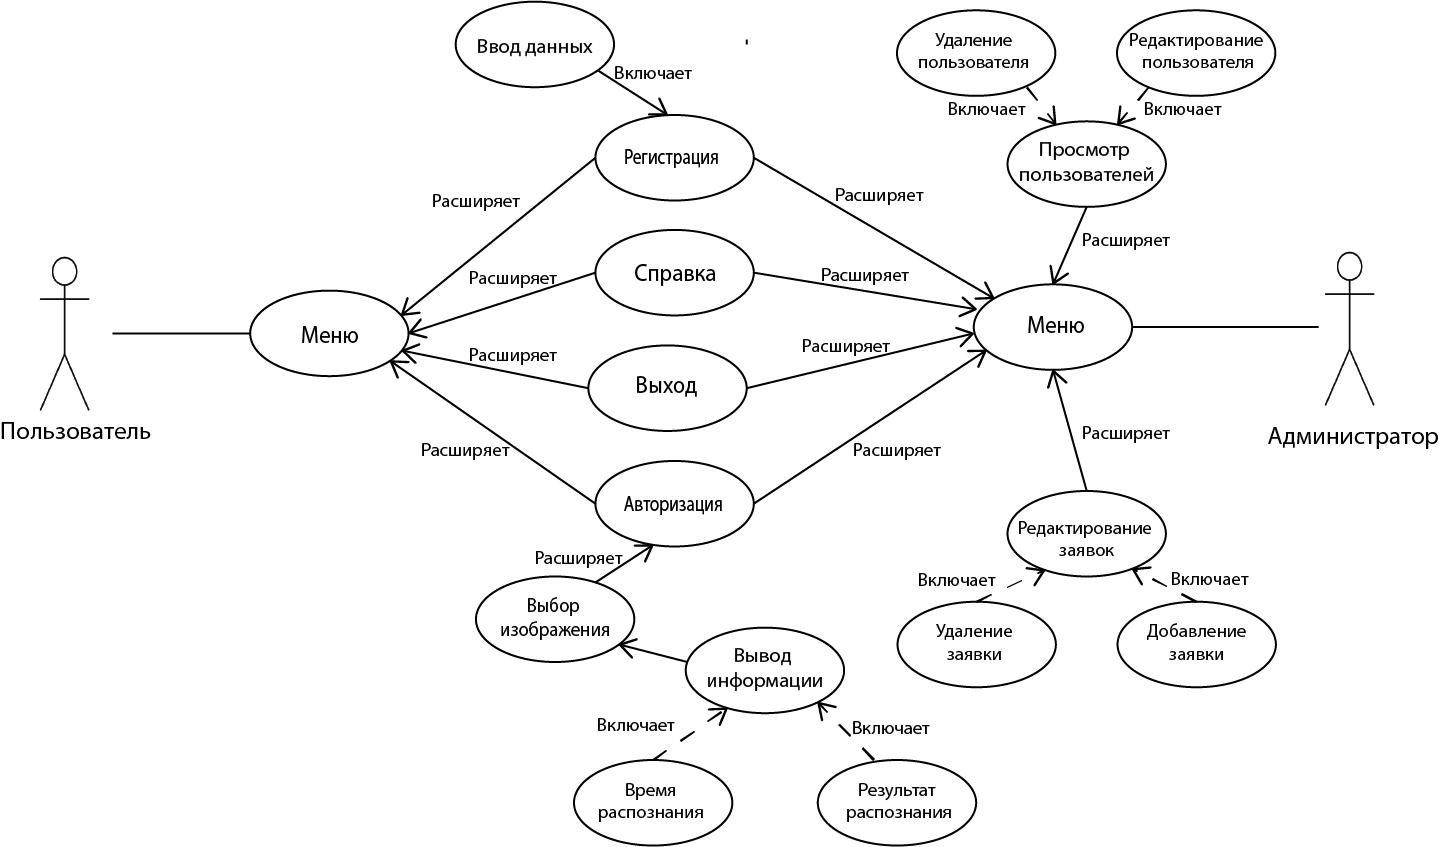 Ввод данных
Удаление
пользователя
Редактирование
пользователя
Включает
Включает
Включает
Регистрация
Просмотр
пользователей
Расширяет
Расширяет
Расширяет
Справка
Расширяет
Расширяет
Меню
Меню
Выход
Расширяет
Расширяет
Пользователь
Администратор
Расширяет
Расширяет
Расширяет
Авторизация
Редактирование
заявок
Расширяет
Включает
Включает
Выбор
изображения
Удаление
заявки
Добавление
заявки
Вывод
информации
Включает
Включает
Время
распознания
Результат
распознания